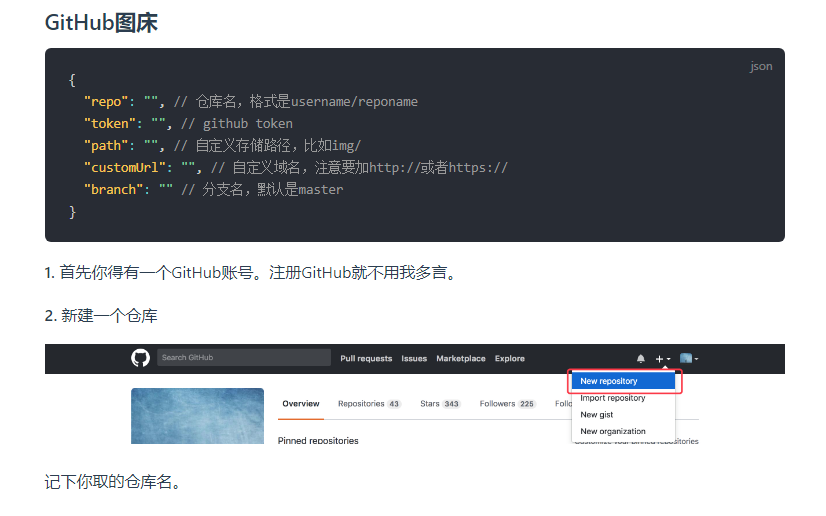 GitHub图床
json
{
"repo": "", // 仓库名，格式是username/reponame
"token": "", // github token
"path": "", // 自定义存储路径，比如img/
"customUrl": "", // 自定义域名，注意要加http://或者https://
"branch": "" // 分支名，默认是master
}
1. 首先你得有一个GitHub账号。注册GitHub就不用我多言。
2. 新建一个仓库
Search GitHub Pull requests Issues Marketplace Explore
New repository
Overview Repositories 43 Stars 343 Followers 225 Import repository
New gist
New organization
Pinned repositories Customize your pinned repositories
记下你取的仓库名。